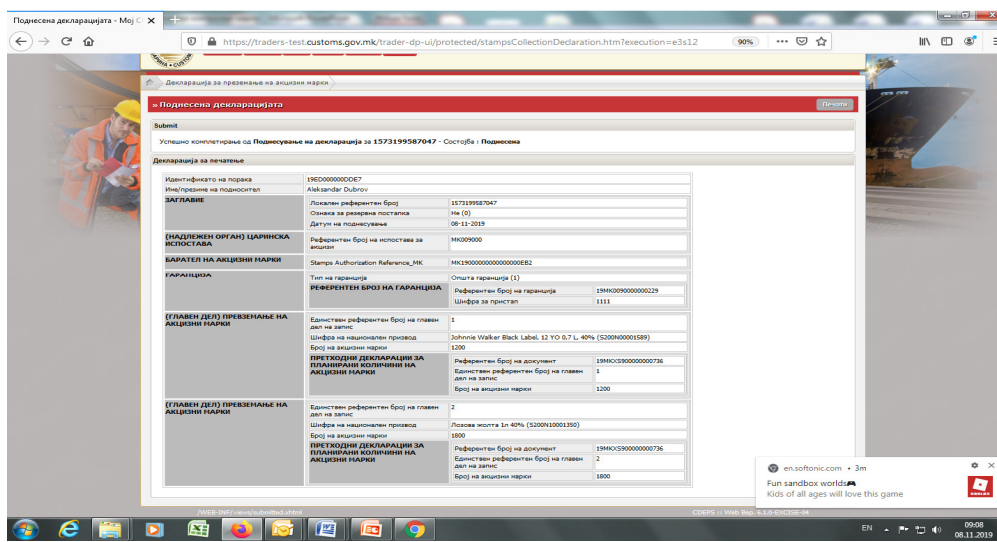 Поднесена декларацијата - Мој С
https://traders-test.customs.gov.mk/trader-dp-ui/protected/stampsCollectionDeclaration.htm?execution=e3s12
90%
Декларација за преземање на акцизни марки
» Поднесена декларацијата
Печати
Submit
Успешно комплетирање од Поднесување на декларација за 1573199587047 - Состојба : Поднесена
Декларација за печатење
Идентификато на порака 19ED000000DDE7
Име/презиме на подносител Aleksandar Dubrov
ЗАГЛАВИЕ
Локален референтен број 1573199587047
Ознака за резервна постапка Не (0)
Датум на поднесување 08-11-2019
(НАДЛЕЖЕН ОРГАН) ЦАРИНСКА
ИСПОСТАВА
Референтен број на испостава за
акцизи
MK009000
БАРАТЕЛ НА АКЦИЗНИ МАРКИ
Stamps Authorization Reference_MK
ГАРАНЦИЈА
Тип на гаранција Општа гаранција (1)
РЕФЕРЕНТЕН БРОЈ НА ГАРАНЦИЈА
Референтен број на гаранција 19MK0090000000229
Шифра за пристап 1111
(ГЛАВЕН ДЕЛ) ПРЕВЗЕМАЊЕ НА
АКЦИЗНИ МАРКИ
Единствен референтен број на главен
дел на запис
1
Шифра на национален призвод Johnnie Walker Black Label, 12 YO 0,7 L, 40% (S200N00001589)
Број на акцизни марки 1200
ПРЕТХОДНИ ДЕКЛАРАЦИИ ЗА
ПЛАНИРАНИ КОЛИЧИНИ НА
АКЦИЗНИ МАРКИ
Референтен број на документ 19MKXS900000000736
Единствен референтен број на главен
дел на запис
1
Број на акцизни марки 1200
(ГЛАВЕН ДЕЛ) ПРЕВЗЕМАЊЕ НА
АКЦИЗНИ МАРКИ
Единствен референтен број на главен
дел на запис
2
Шифра на национален призвод Лозова жолта 1л 40% (S200N10001350)
Број на акцизни марки 1800
ПРЕТХОДНИ ДЕКЛАРАЦИИ ЗА
ПЛАНИРАНИ КОЛИЧИНИ НА
АКЦИЗНИ МАРКИ
Референтен број на документ 19MKXS900000000736
Единствен референтен број на главен
дел на запис
2
Број на акцизни марки 1800
en.softonic.com • 3m
Fun sandbox worlds
Kids of all ages will love this game
/WEB-INF/views/submitted.xhtml
CDEPS :: Web Вер. 6.1.0-EXCISE-04
EN
09:08
08.11.2019